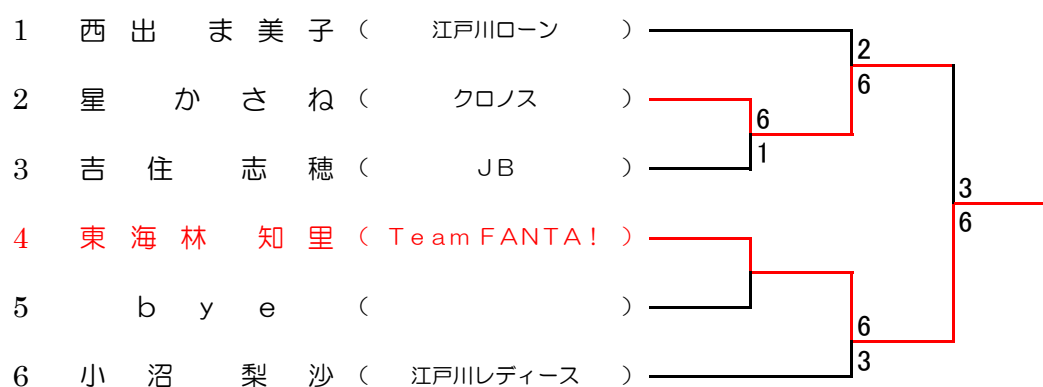 1 西出 ま美子 ( 江戸川ローン )
2
6
2 星 かさね ( クロノス )
6
1
3 吉住 志穂 ( JB )
3
6
4 東海林 知里 ( Team FANTA! )
5 bye ( )
6
3
6 小沼 梨沙 ( 江戸川レディース )